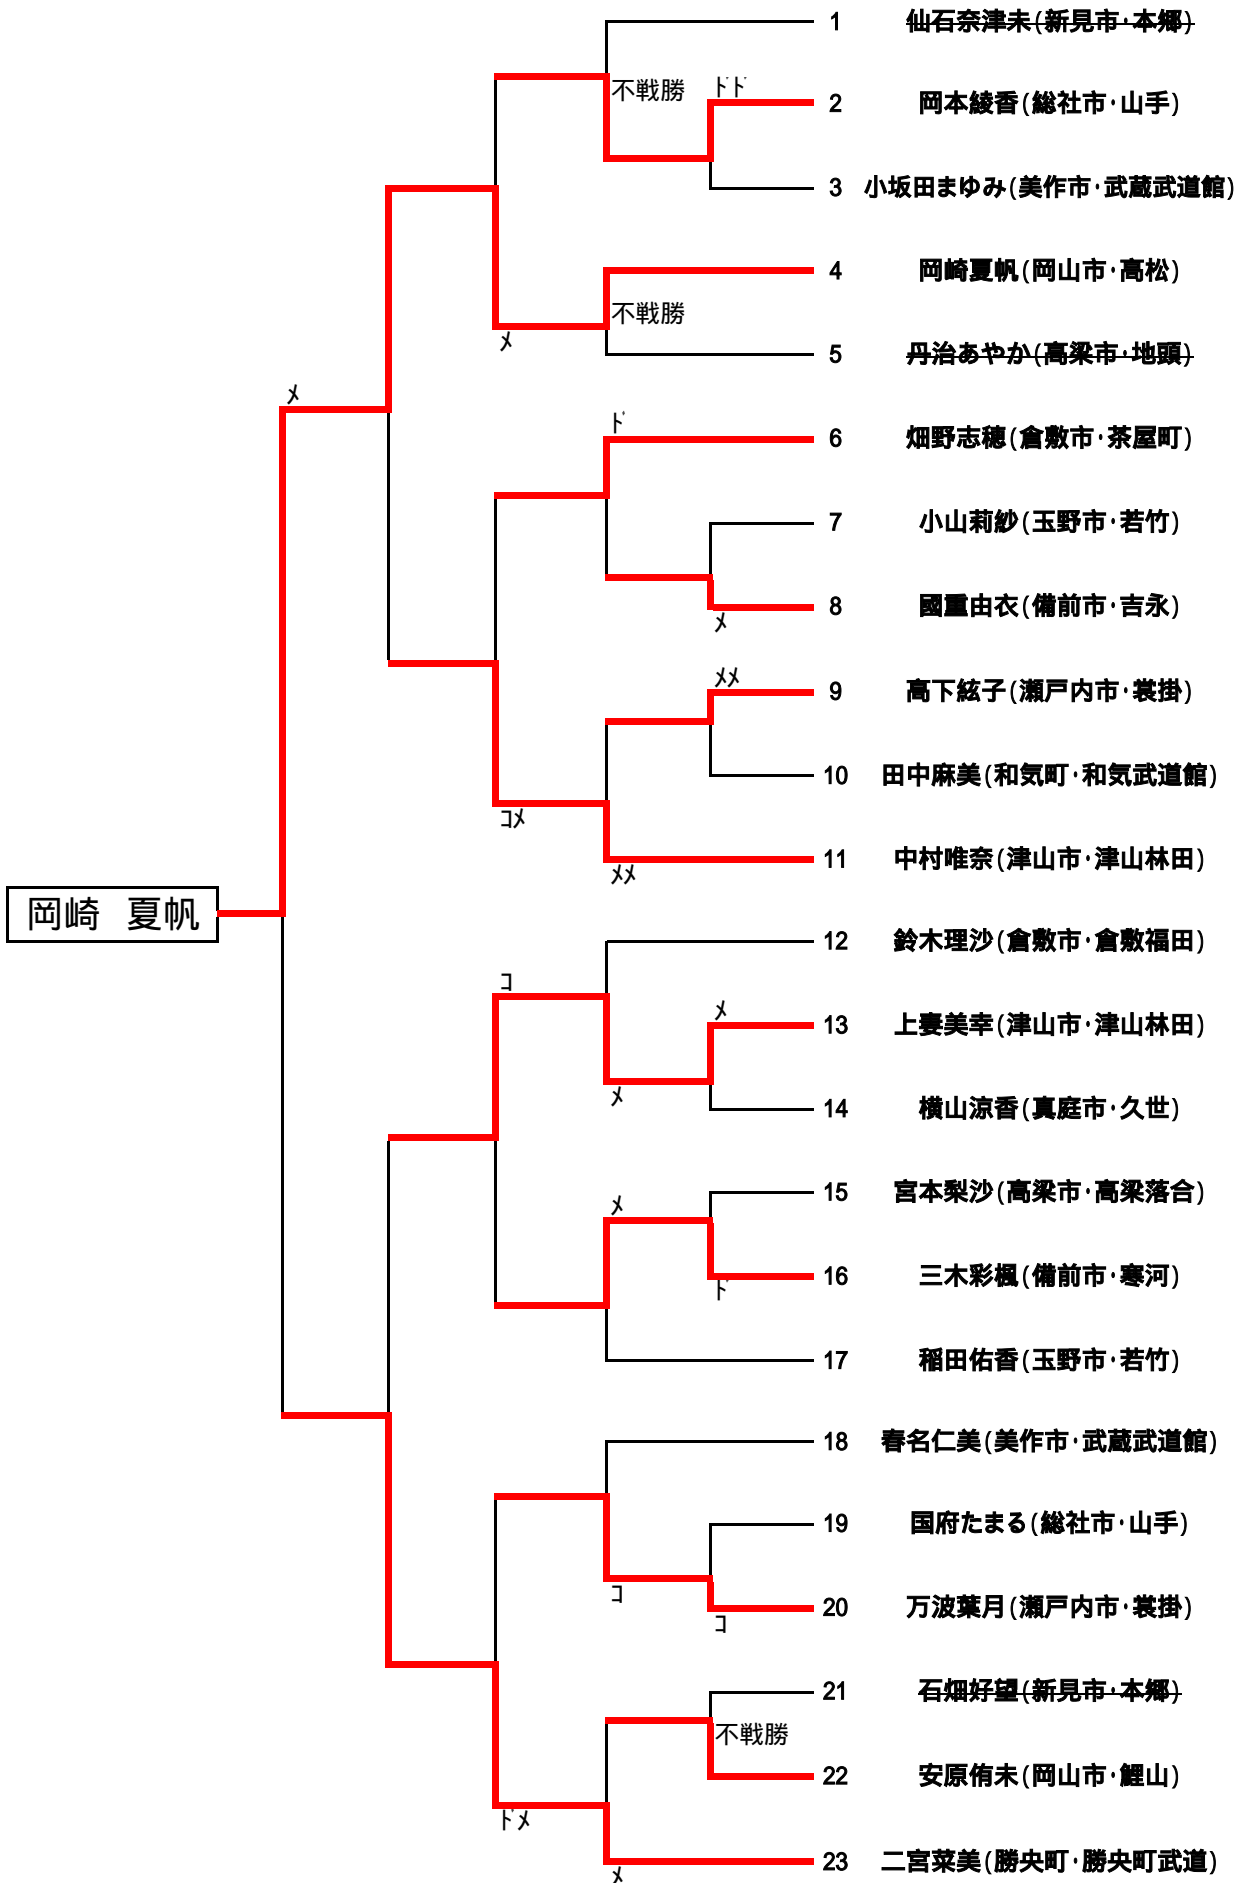 1 仙石奈津未(新見市･本郷)
不戦勝
ﾄﾞﾄﾞ
2 岡本綾香(総社市･山手)
3 小坂田まゆみ(美作市･武蔵武道館)
4 岡崎夏帆(岡山市･高松)
不戦勝
ﾒ
5 丹治あやか(高梁市･地頭)
ﾒ
ﾄﾞ
6 畑野志穂(倉敷市･茶屋町)
7 小山莉紗(玉野市･若竹)
8 國重由衣(備前市･吉永)
ﾒ
ﾒﾒ
9 高下絃子(瀬戸内市･裳掛)
10 田中麻美(和気町･和気武道館)
ｺﾒ
11 中村唯奈(津山市･津山林田)
ﾒﾒ
岡崎 夏帆
12 鈴木理沙(倉敷市･倉敷福田)
ｺ
ﾒ
13 上妻美幸(津山市･津山林田)
ﾒ
14 横山涼香(真庭市･久世)
15 宮本梨沙(高梁市･高梁落合)
ﾒ
16 三木彩楓(備前市･寒河)
ﾄﾞ
17 稲田佑香(玉野市･若竹)
18 春名仁美(美作市･武蔵武道館)
19 国府たまる(総社市･山手)
ｺ
20 万波葉月(瀬戸内市･裳掛)
ｺ
21 石畑好望(新見市･本郷)
不戦勝
22 安原侑未(岡山市･鯉山)
ﾄﾞﾒ
23 二宮菜美(勝央町･勝央町武道)
ﾒ